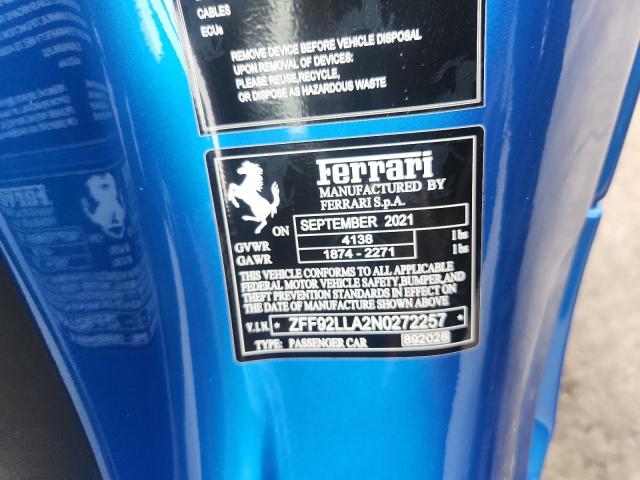 CABLES
ECUs
REMOVE DEVICE BEFORE VEHICLE DISPOSAL
UPON REMOVAL OF DEVICES:
PLEASE REUSE,RECYCLE,
OR DISPOSE AS HAZARDOUS WASTE
Ferrari
MANUFACTURED BY
FERRARI S.p.A.
ON SEPTEMBER 2021
GVWR 4138 lbs
GAWR 1874 - 2271 lbs
THIS VEHICLE CONFORMS TO ALL APPLICABLE
FEDERAL MOTOR VEHICLE SAFETY,BUMPER,AND
THEFT PREVENTION STANDARDS IN EFFECT ON
THE DATE OF MANUFACTURE SHOWN ABOVE
V.I.N. * ZFF92LLA2N0272257 *
TYPE: PASSENGER CAR 892028